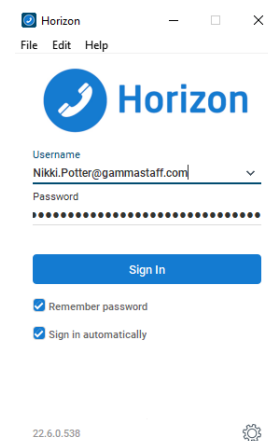 Horizon
File Edit Help
Horizon
Username
Nikki.Potter@gammastaff.com
Password
Sign In
Remember password
Sign in automatically
22.6.0.538